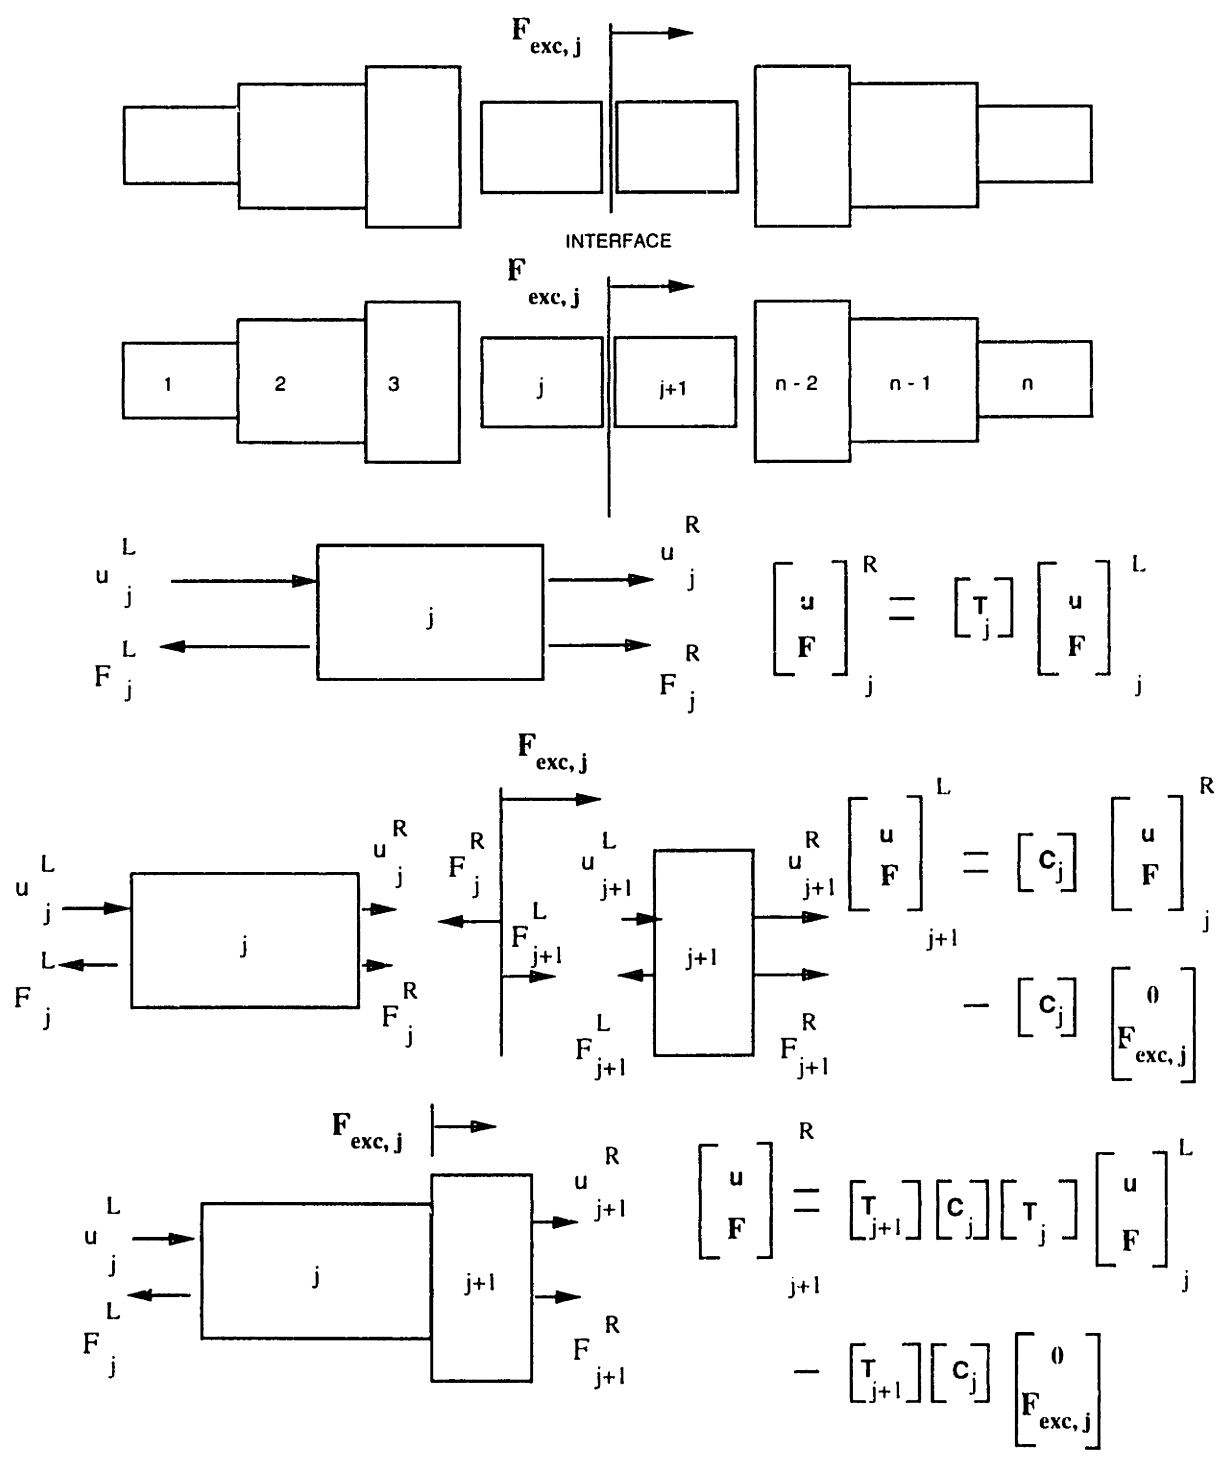 F exc, j
INTERFACE
F exc, j
1 2 3 j j+1 n - 2 n - 1 n
u j L
j
u j R
F j L
F j R
[ u F ] j R = [ T j ] [ u F ] j L
F exc, j
u j L
j
u j R
F j L
F j R
F j R
F j+1 L
u j+1 L
j+1
u j+1 R
F j+1 L
F j+1 R
[ u F ] j+1 L = [ C j ] [ u F ] j R
- [ C j ] [ 0 F exc, j ]
F exc, j
u j L
j
j+1
u j+1 R
F j L
F j+1 R
[ u F ] j+1 R = [ T j+1 ] [ C j ] [ T j ] [ u F ] j L
- [ T j+1 ] [ C j ] [ 0 F exc, j ]